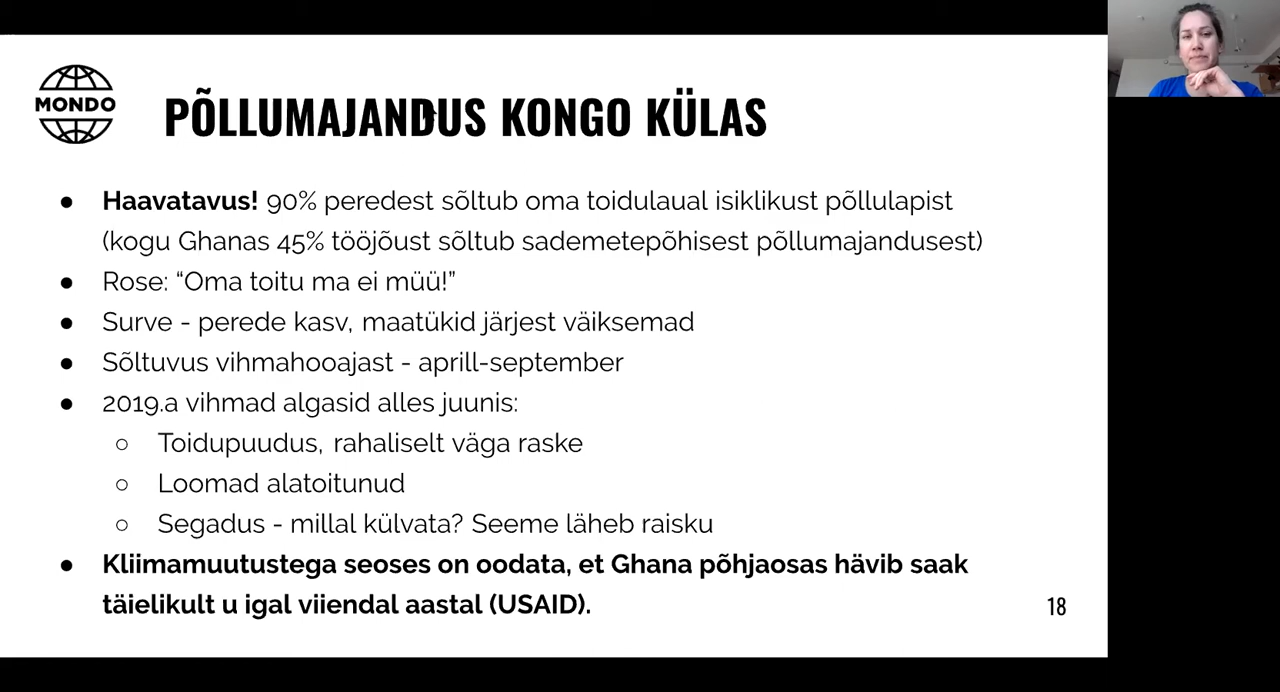 MONDO
PÕLLUMAJANDUS KONGO KÜLAS
● Haavatavus! 90% peredest sõltub oma toidulaual isiklikust põllulapist
(kogu Ghanas 45% tööjõust sõltub sademetepõhisest põllumajandusest)
● Rose: “Oma toitu ma ei müü!”
● Surve - perede kasv, maatükid järjest väiksemad
● Sõltuvus vihmahooajast - aprill-september
● 2019.a vihmad algasid alles juunis:
○ Toidupuudus, rahaliselt väga raske
○ Loomad alatoitunud
○ Segadus - millal külvata? Seeme läheb raisku
● Kliimamuutustega seoses on oodata, et Ghana põhjaosas hävib saak
täielikult u igal viiendal aastal (USAID).
18